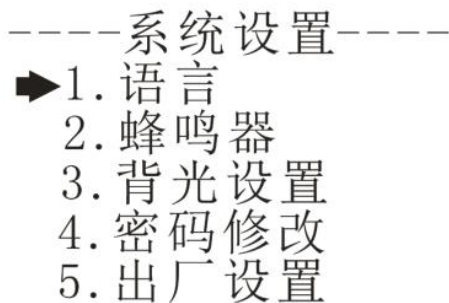 ----系统设置----
➡1.语言
2.蜂鸣器
3.背光设置
4.密码修改
5.出厂设置